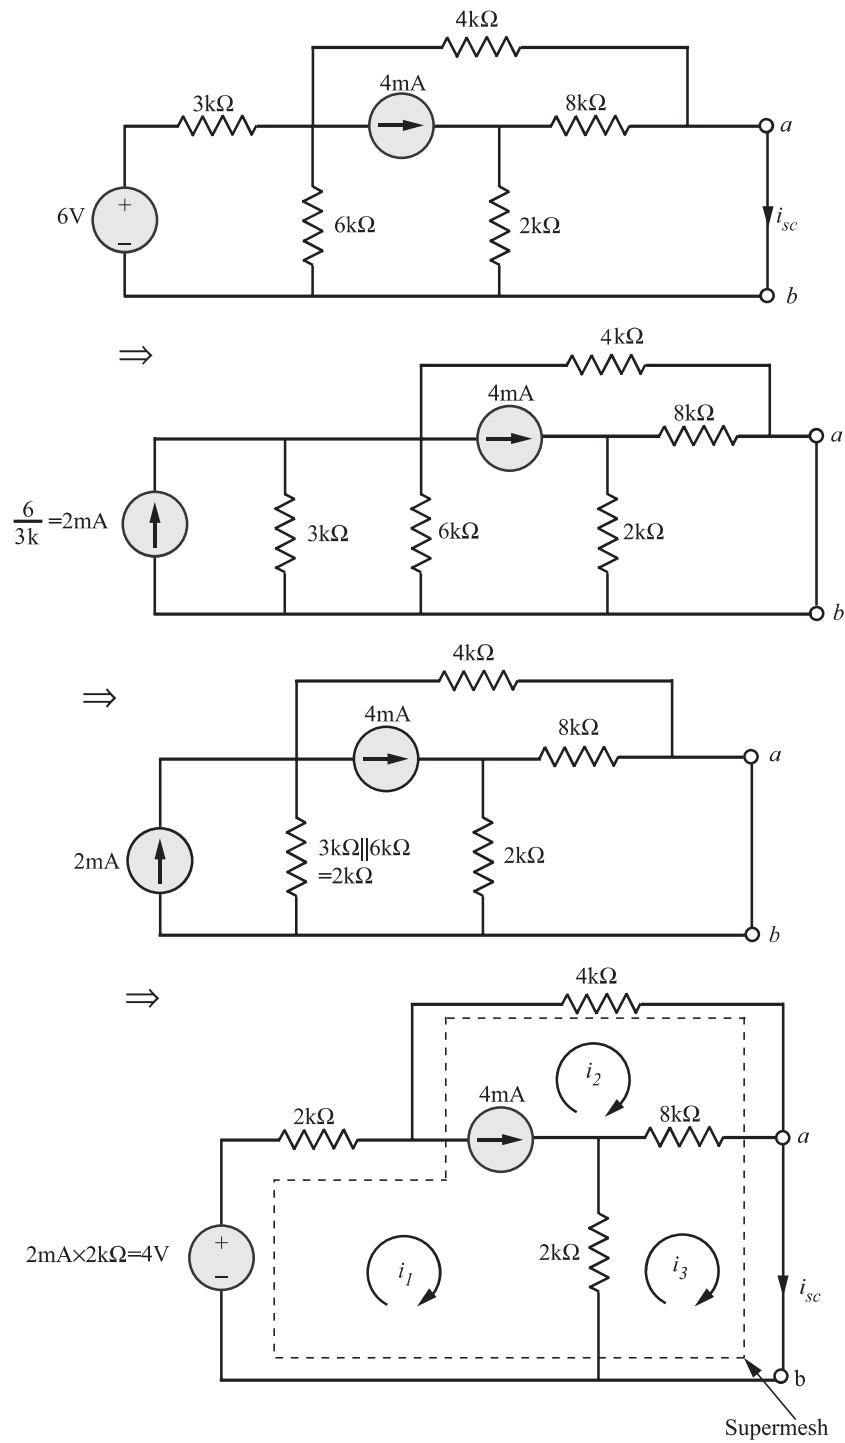 4kΩ
4mA
3kΩ
8kΩ
a
6V
+
−
6kΩ
2kΩ
i_sc
b
⇒
4kΩ
4mA
8kΩ
a
6/3k =2mA
3kΩ
6kΩ
2kΩ
b
⇒
4kΩ
4mA
8kΩ
a
2mA
3kΩ||6kΩ
=2kΩ
2kΩ
b
⇒
4kΩ
i_2
4mA
2kΩ
8kΩ
a
2mA×2kΩ=4V
+
−
i_1
2kΩ
i_3
i_sc
b
Supermesh